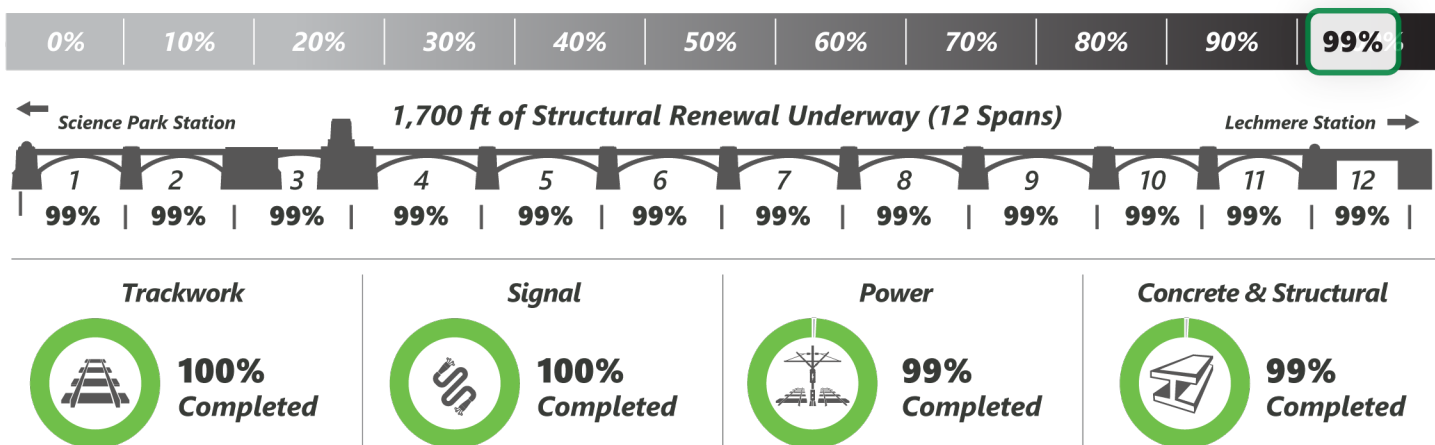 0% 10% 20% 30% 40% 50% 60% 70% 80% 90% 99%
1,700 ft of Structural Renewal Underway (12 Spans)
Science Park Station
Lechmere Station
1 2 3 4 5 6 7 8 9 10 11 12
99% 99% 99% 99% 99% 99% 99% 99% 99% 99% 99% 99%
Trackwork
100%
Completed
Signal
100%
Completed
Power
99%
Completed
Concrete & Structural
99%
Completed